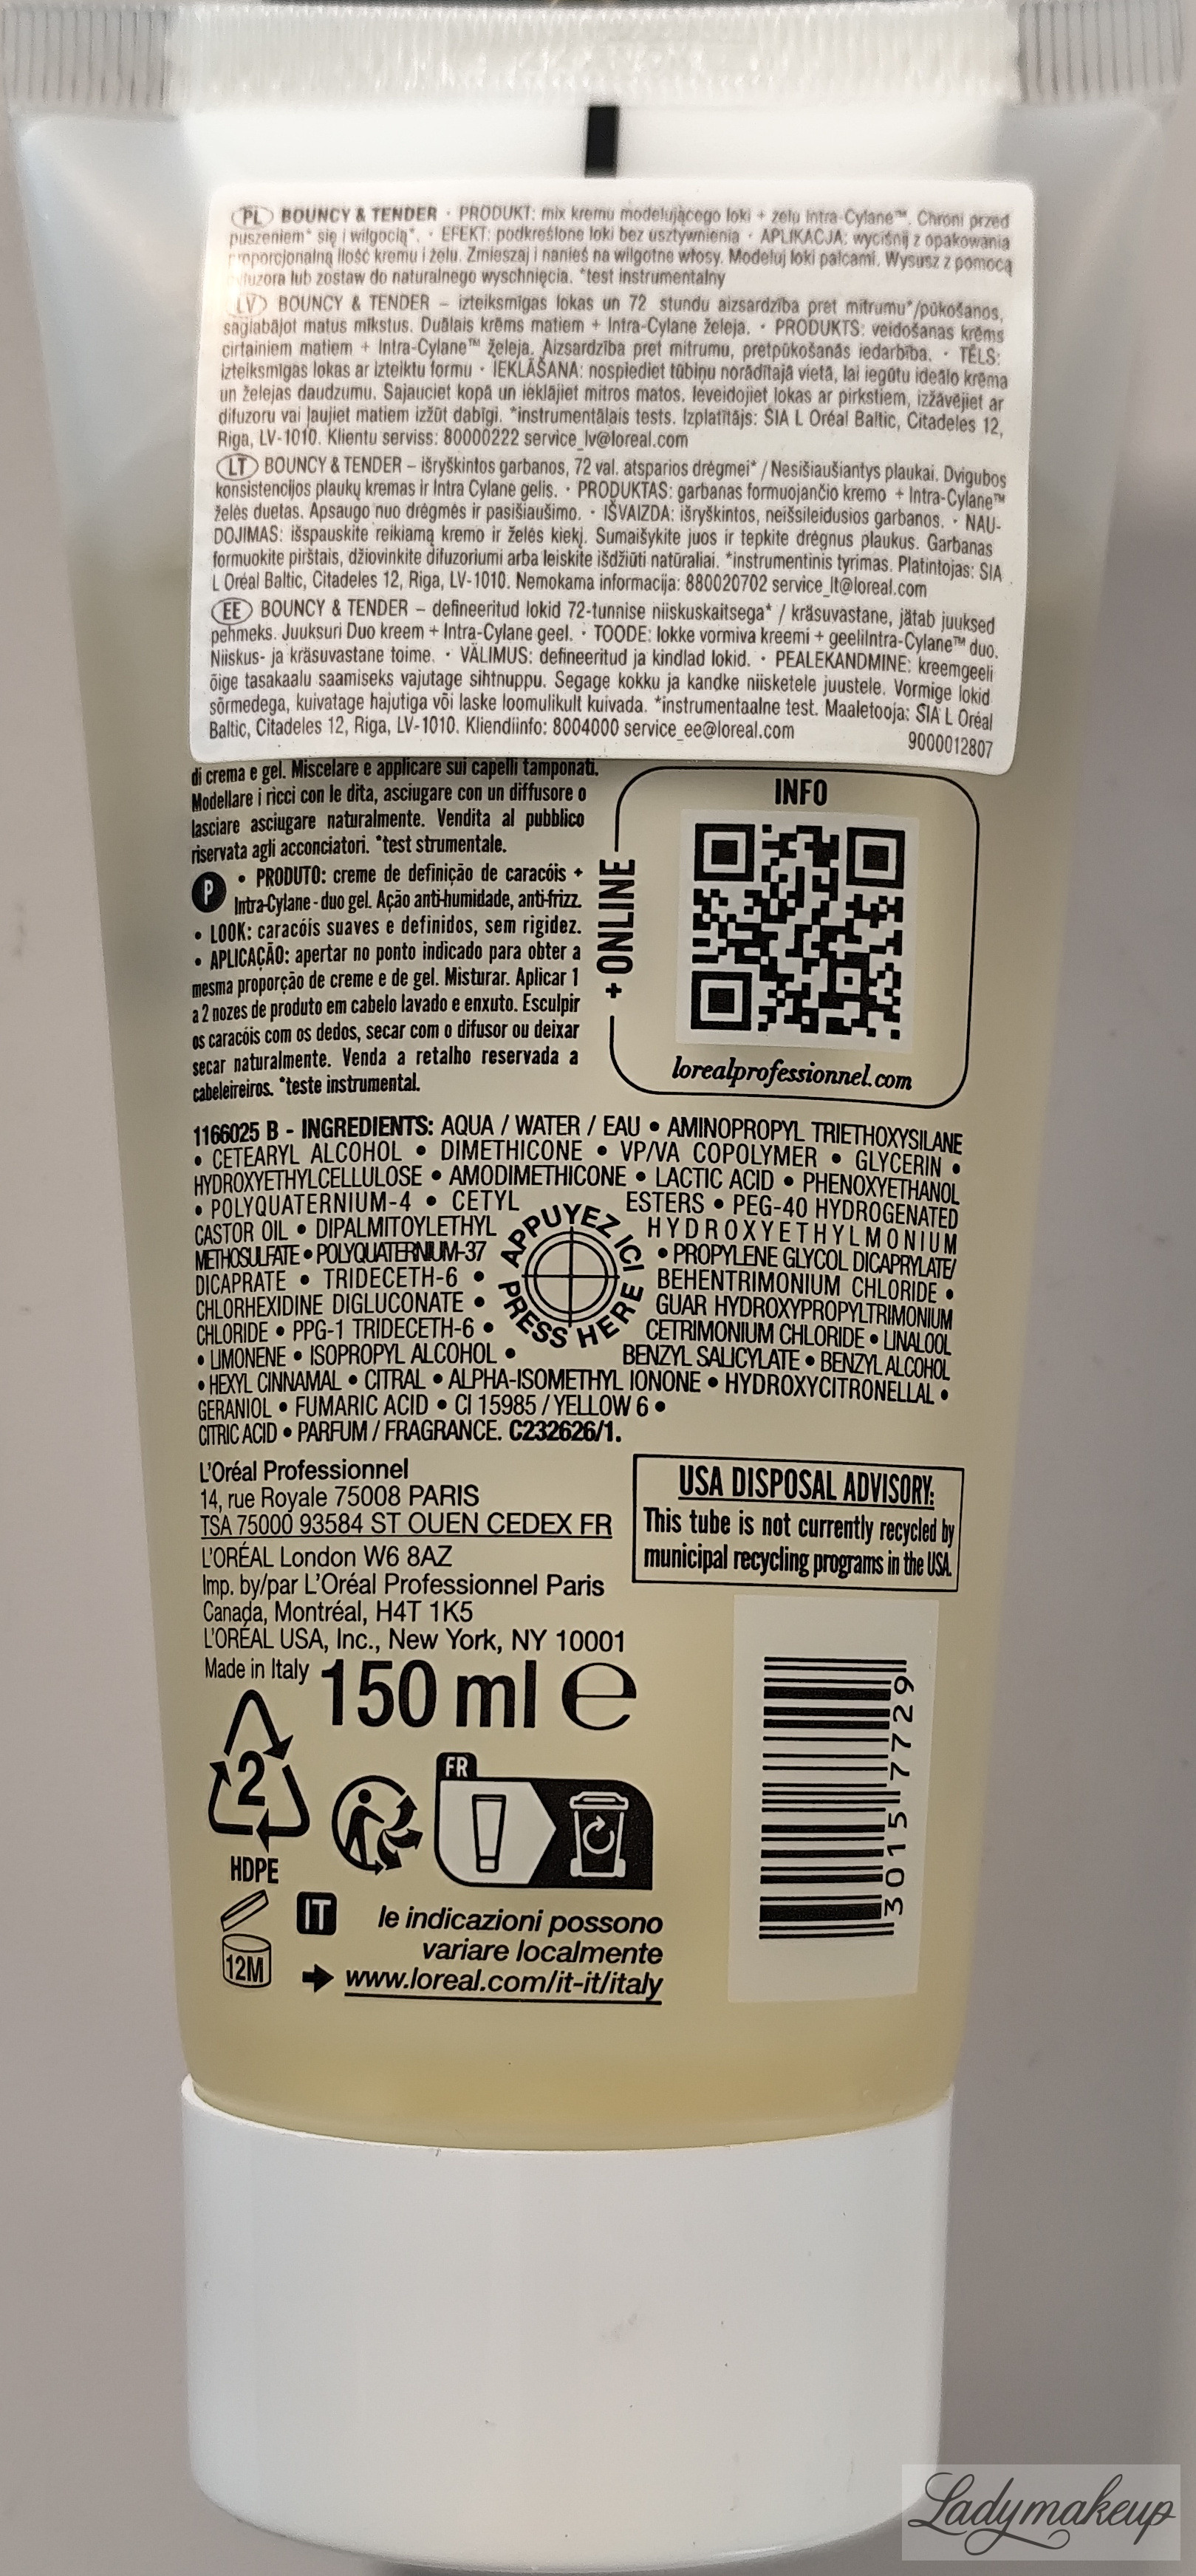 PL BOUNCY & TENDER · PRODUKT: mix kremu modelującego loki + żelu Intra-Cylane™. Chroni przed
puszeniem* się i wilgocią*. · EFEKT: podkreślone loki bez usztywnienia · APLIKACJA: wyciśnij z opakowania
ilość kremu i żelu. Zmieszaj i nanieś na wilgotne włosy. Modeluj loki palcami. Wysusz z pomocą
lub zostaw do naturalnego wyschnięcia. *test instrumentalny
LV BOUNCY & TENDER – izteiksmīgas lokas un 72 stundu aizsardzība pret mitrumu*/pūkošanos,
saglabājot matus mīkstus. Duālais krēms matiem + Intra-Cylane želeja. · PRODUKTS: veidošanas krēms
cirtainiem matiem + Intra-Cylane™ želeja. Aizsardzība pret mitrumu, pretpūkošanās iedarbība. · TĒLS:
izteiksmīgas lokas ar izteiktu formu · IEKLĀŠANA: nospiediet tūbiņu norādītajā vietā, lai iegūtu ideālo krēma
un želejas daudzumu. Sajauciet kopā un ieklājiet mitros matos. Ieveidojiet lokas ar pirkstiem, izžāvējiet ar
difuzoru vai ļaujiet matiem izžūt dabīgi. *instrumentālais tests. Izplatītājs: SIA L Oréal Baltic, Citadeles 12,
Riga, LV-1010. Klientu serviss: 80000222 service_lv@loreal.com
LT BOUNCY & TENDER – išryškintos garbanos, 72 val. atsparios drėgmei* / Nesišiaušiantys plaukai. Dvigubos
konsistencijos plaukų kremas ir Intra Cylane gelis. · PRODUKTAS: garbanas formuojančio kremo + Intra-Cylane™
želės duetas. Apsaugo nuo drėgmės ir pasišiaušimo. · IŠVAIZDA: išryškintos, neišsileidusios garbanos. · NAU-
DOJIMAS: išspauskite reikiamą kremo ir želės kiekį. Sumaišykite juos ir tepkite drėgnus plaukus. Garbanas
formuokite pirštais, džiovinkite difuzoriumi arba leiskite išdžiūti natūraliai. *instrumentinis tyrimas. Platintojas: SIA
L Oréal Baltic, Citadeles 12, Riga, LV-1010. Nemokama informacija: 880020702 service_lt@loreal.com
EE BOUNCY & TENDER – defineeritud lokid 72-tunnise niiskuskaitsega* / kräsuvastane, jätab juuksed
pehmeks. Juuksuri Duo kreem + Intra-Cylane geel. · TOODE: lokke vormiva kreemi + geeliIntra-Cylane™ duo.
Niiskus- ja kräsuvastane toime. · VÄLIMUS: defineeritud ja kindlad lokid. · PEALEKANDMINE: kreemgeeli
õige tasakaalu saamiseks vajutage sihtnuppu. Segage kokku ja kandke niisketele juustele. Vormige lokid
sõrmedega, kuivatage hajutiga või laske loomulikult kuivada. *instrumentaalne test. Maaletooja: SIA L Oréal
Baltic, Citadeles 12, Riga, LV-1010. Kliendiinfo: 8004000 service_ee@loreal.com
9000012807
di crema e gel. Miscelare e applicare sui capelli tamponati.
Modellare i ricci con le dita, asciugare con un diffusore o
lasciare asciugare naturalmente. Vendita al pubblico
riservata agli acconciatori. *test strumentale.
P • PRODUTO: creme de definição de caracóis +
Intra-Cylane - duo gel. Ação anti-humidade, anti-frizz.
• LOOK: caracóis suaves e definidos, sem rigidez.
• APLICAÇÃO: apertar no ponto indicado para obter a
mesma proporção de creme e de gel. Misturar. Aplicar 1
a 2 nozes de produto em cabelo lavado e enxuto. Esculpir
os caracóis com os dedos, secar com o difusor ou deixar
secar naturalmente. Venda a retalho reservada a
cabeleireiros. *teste instrumental.
INFO
+ ONLINE
lorealprofessionnel.com
1166025 B - INGREDIENTS: AQUA / WATER / EAU • AMINOPROPYL TRIETHOXYSILANE
• CETEARYL ALCOHOL • DIMETHICONE • VP/VA COPOLYMER • GLYCERIN •
HYDROXYETHYLCELLULOSE • AMODIMETHICONE • LACTIC ACID • PHENOXYETHANOL
• POLYQUATERNIUM-4 • CETYL ESTERS • PEG-40 HYDROGENATED
CASTOR OIL • DIPALMITOYLETHYL HYDROXYETHYLMONIUM
METHOSULFATE • POLYQUATERNIUM-37 • PROPYLENE GLYCOL DICAPRYLATE/
DICAPRATE • TRIDECETH-6 • BEHENTRIMONIUM CHLORIDE •
CHLORHEXIDINE DIGLUCONATE • GUAR HYDROXYPROPYLTRIMONIUM
CHLORIDE • PPG-1 TRIDECETH-6 • CETRIMONIUM CHLORIDE • LINALOOL
• LIMONENE • ISOPROPYL ALCOHOL • BENZYL SALICYLATE • BENZYL ALCOHOL
• HEXYL CINNAMAL • CITRAL • ALPHA-ISOMETHYL IONONE • HYDROXYCITRONELLAL •
GERANIOL • FUMARIC ACID • CI 15985 / YELLOW 6 •
CITRIC ACID • PARFUM / FRAGRANCE. C232626/1.
APPUYEZ ICI
PRESS HERE
L'Oréal Professionnel
14, rue Royale 75008 PARIS
TSA 75000 93584 ST OUEN CEDEX FR
L'ORÉAL London W6 8AZ
Imp. by/par L'Oréal Professionnel Paris
Canada, Montréal, H4T 1K5
L'ORÉAL USA, Inc., New York, NY 10001
Made in Italy 150 ml e
USA DISPOSAL ADVISORY:
This tube is not currently recycled by
municipal recycling programs in the USA.
2
HDPE
FR
12M
IT le indicazioni possono
variare localmente
www.loreal.com/it-it/italy
3015 7729
Ladymakeup